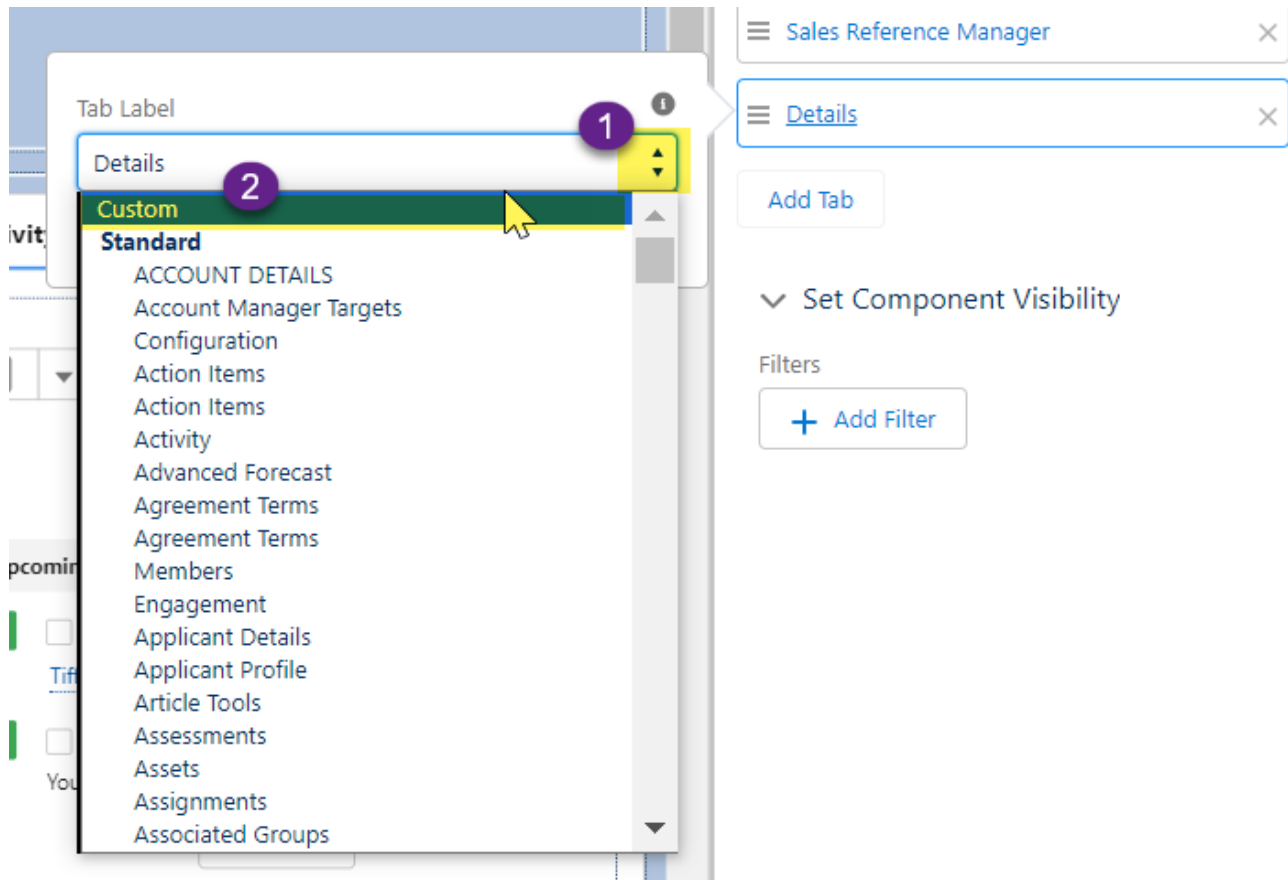 Sales Reference Manager
Tab Label
1
Details
Details
2
Custom
Add Tab
Standard
ACCOUNT DETAILS
Account Manager Targets
Configuration
Action Items
Action Items
Activity
Advanced Forecast
Agreement Terms
Agreement Terms
Members
Engagement
Applicant Details
Applicant Profile
Article Tools
Assessments
Assets
Assignments
Associated Groups
Set Component Visibility
Filters
+ Add Filter
You